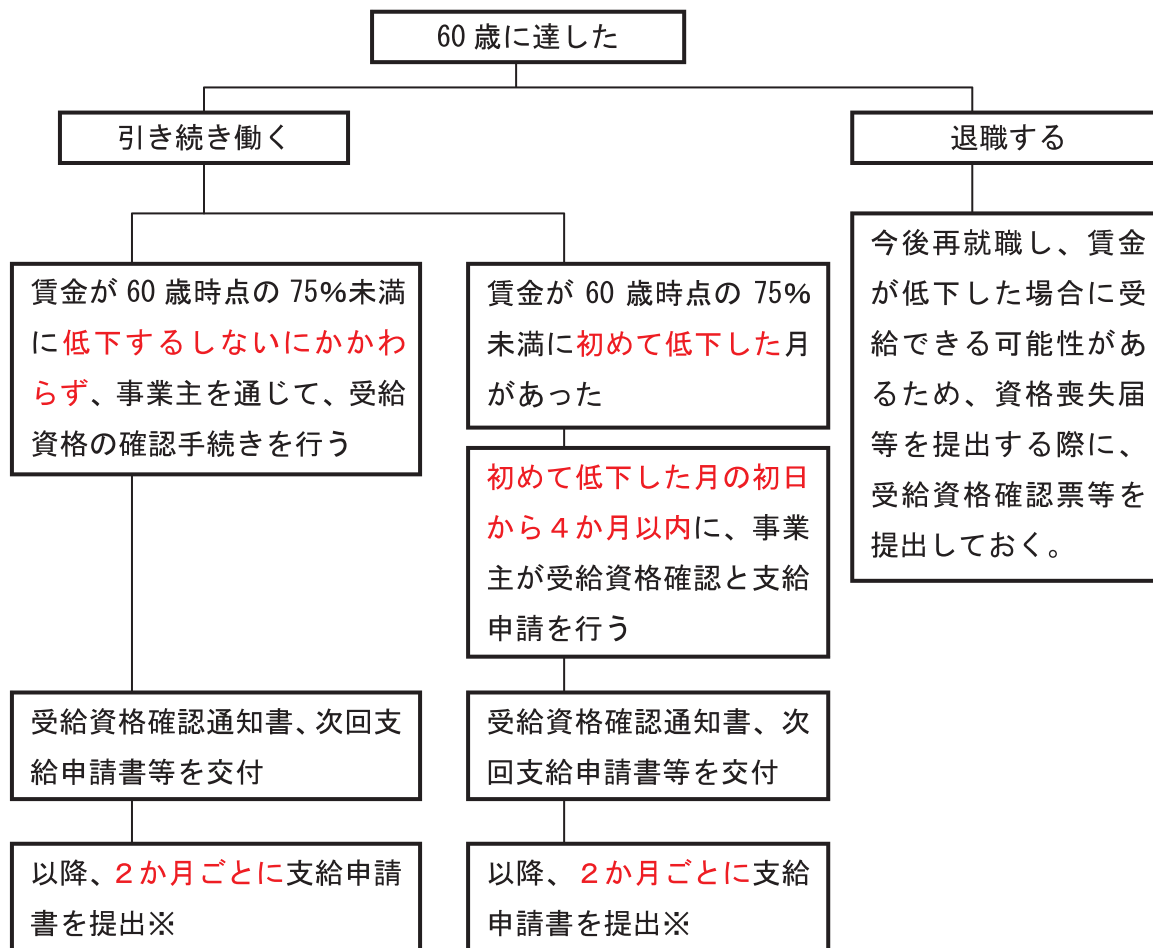 60 歳に達した
引き続き働く
退職する
賃金が 60 歳時点の 75%未満
に低下するしないにかかわ
らず、事業主を通じて、受給
資格の確認手続きを行う
賃金が 60 歳時点の 75%
未満に初めて低下した月
があった
初めて低下した月の初日
から４か月以内に、事業
主が受給資格確認と支給
申請を行う
今後再就職し、賃金
が低下した場合に受
給できる可能性があ
るため、資格喪失届
等を提出する際に、
受給資格確認票等を
提出しておく。
受給資格確認通知書、次回支
給申請書等を交付
受給資格確認通知書、次
回支給申請書等を交付
以降、２か月ごとに支給申請
書を提出※
以降、２か月ごとに支給
申請書を提出※